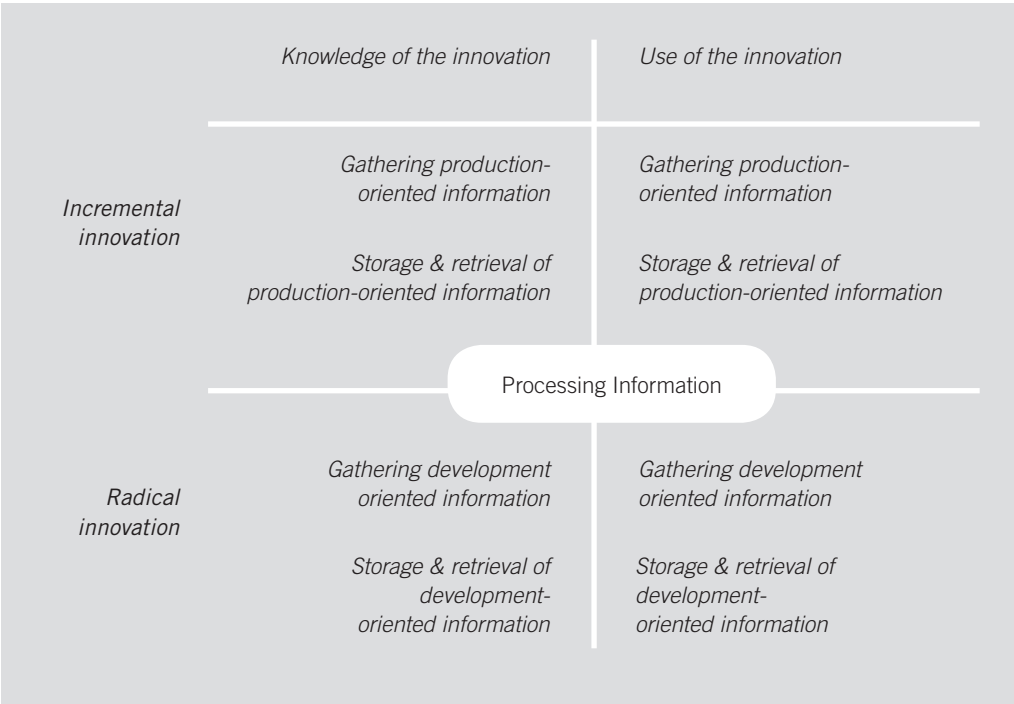 Knowledge of the innovation
Use of the innovation
Incremental
innovation
Gathering production-
oriented information
Storage & retrieval of
production-oriented information
Gathering production-
oriented information
Storage & retrieval of
production-oriented information
Processing Information
Radical
innovation
Gathering development
oriented information
Storage & retrieval of
development-
oriented information
Gathering development
oriented information
Storage & retrieval of
development-
oriented information